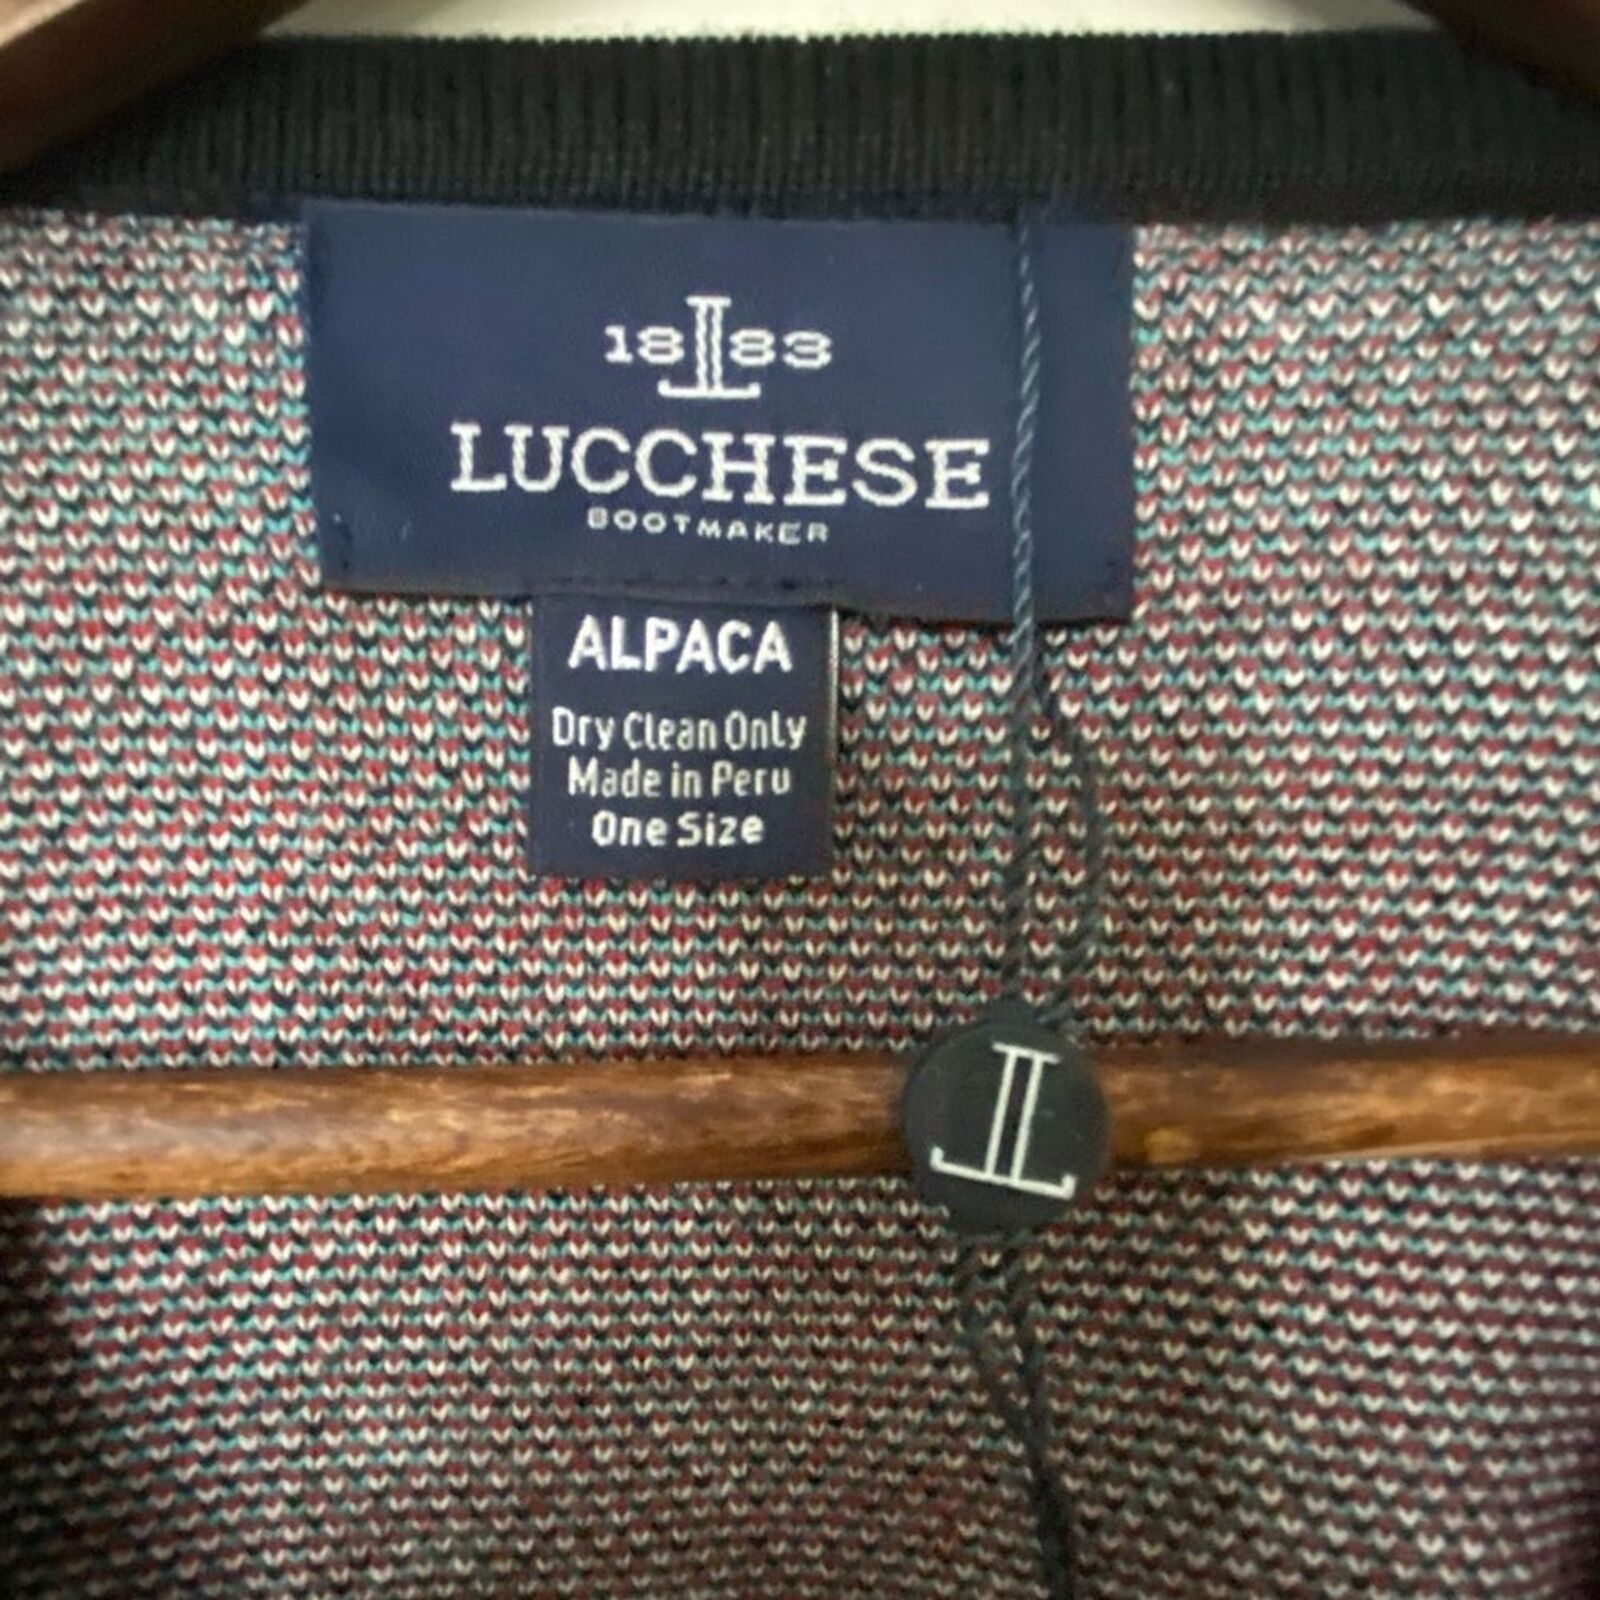 18 L 83
LUCCHESE
BOOTMAKER
ALPACA
Dry Clean Only
Made in Peru
One Size
L